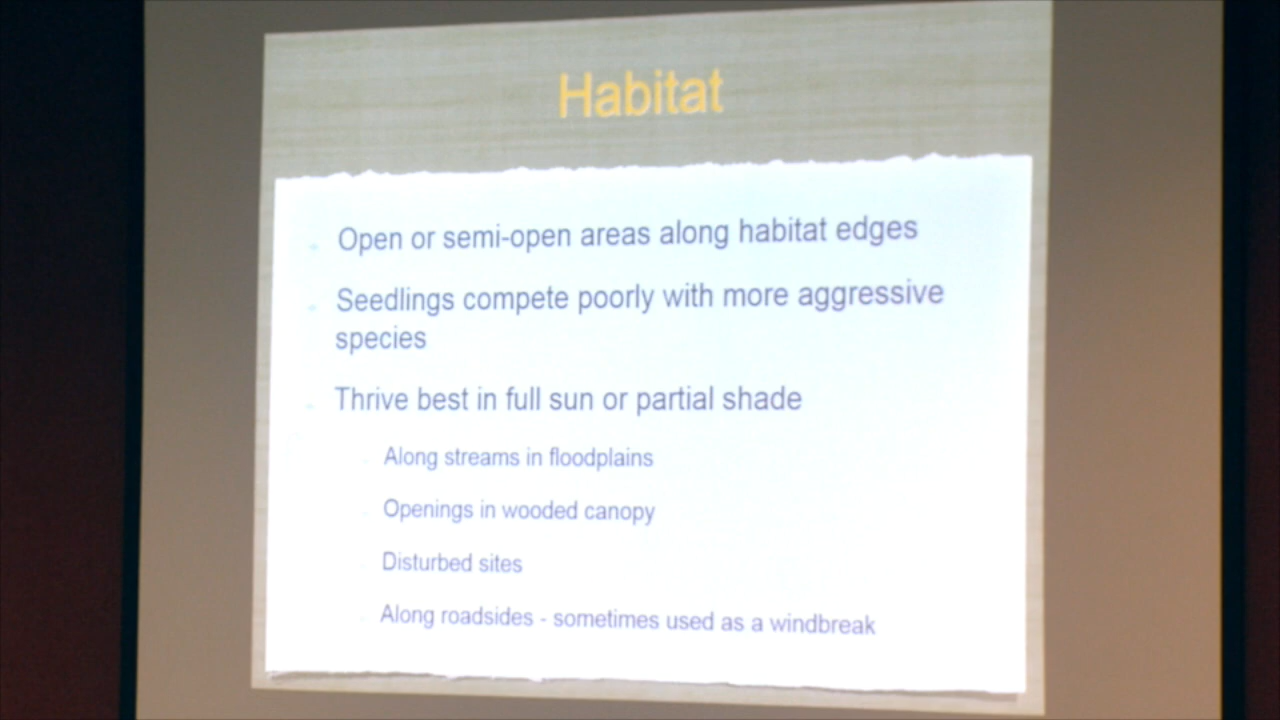 Habitat
Open or semi-open areas along habitat edges
Seedlings compete poorly with more aggressive
species
Thrive best in full sun or partial shade
Along streams in floodplains
Openings in wooded canopy
Disturbed sites
Along roadsides - sometimes used as a windbreak